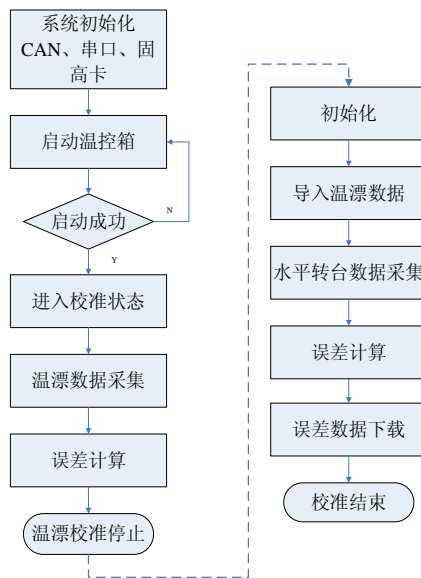 系统初始化
CAN、串口、固
高卡
启动温控箱
启动成功
N
Y
进入校准状态
温漂数据采集
误差计算
温漂校准停止
初始化
导入温漂数据
水平转台数据采集
误差计算
误差数据下载
校准结束